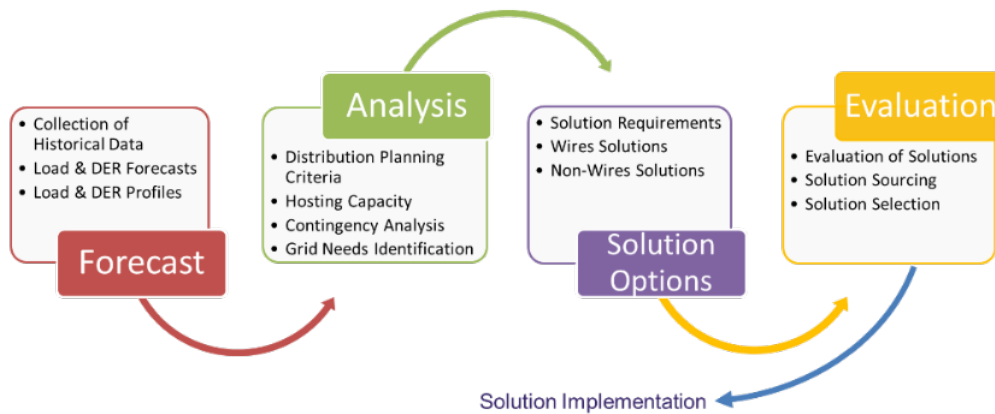 • Collection of
Historical Data
• Load & DER Forecasts
• Load & DER Profiles
Forecast
Analysis
• Distribution Planning
Criteria
• Hosting Capacity
• Contingency Analysis
• Grid Needs Identification
• Solution Requirements
• Wires Solutions
• Non-Wires Solutions
Solution
Options
Evaluation
• Evaluation of Solutions
• Solution Sourcing
• Solution Selection
Solution Implementation